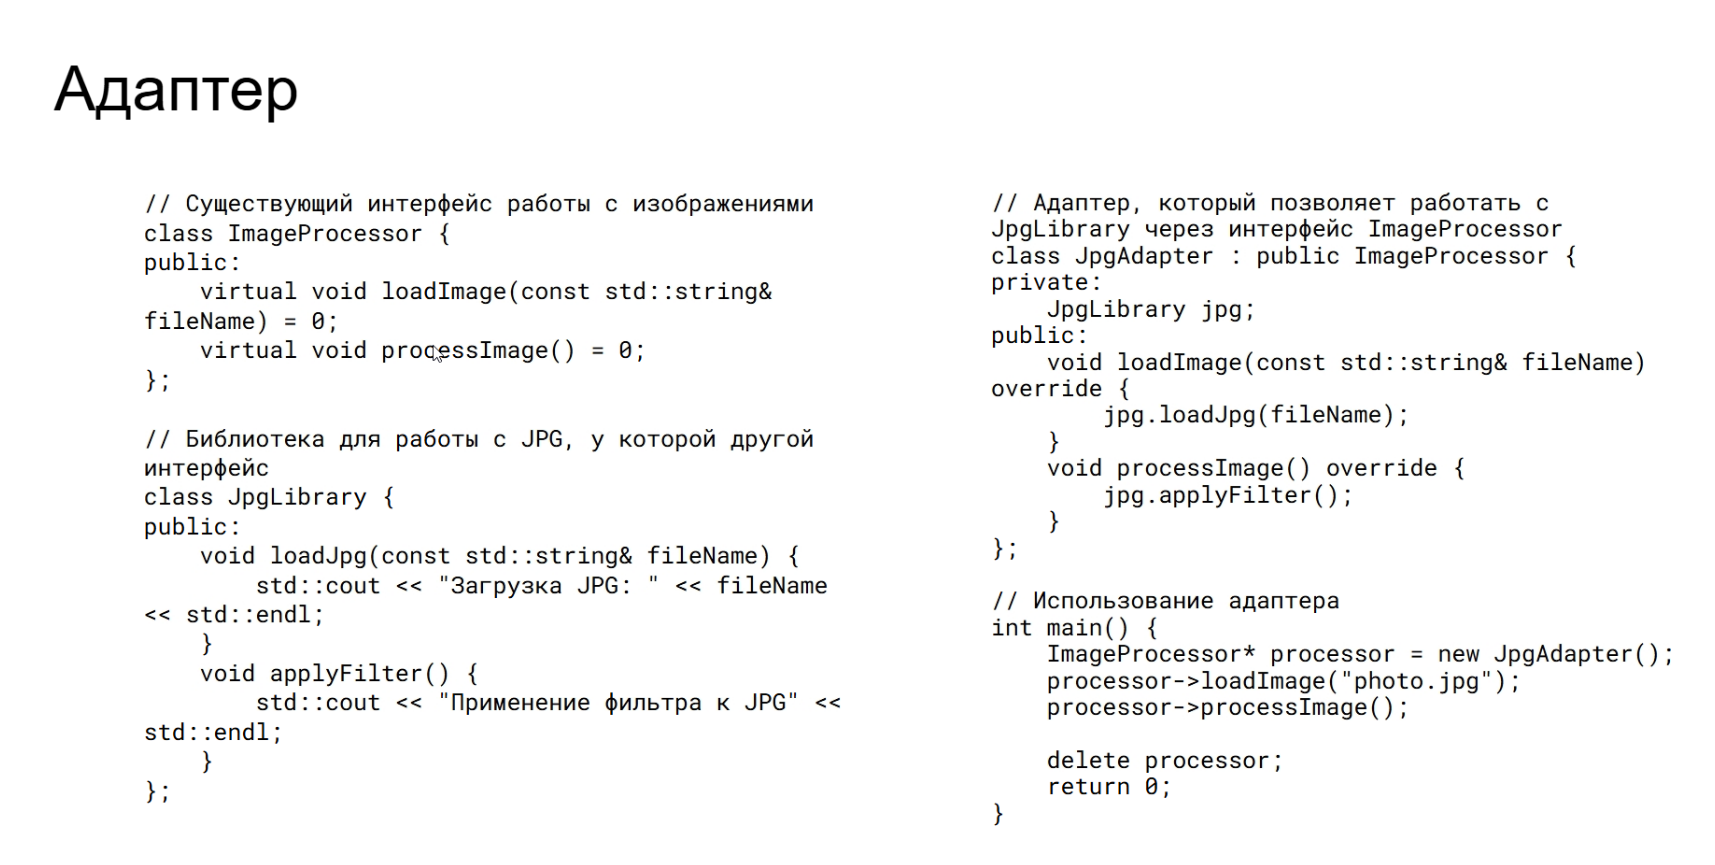 Адаптер
// Существующий интерфейс работы с изображениями
class ImageProcessor {
public:
    virtual void loadImage(const std::string&
fileName) = 0;
    virtual void processImage() = 0;
};

// Библиотека для работы с JPG, у которой другой
интерфейс
class JpgLibrary {
public:
    void loadJpg(const std::string& fileName) {
        std::cout << "Загрузка JPG: " << fileName
<< std::endl;
    }
    void applyFilter() {
        std::cout << "Применение фильтра к JPG" <<
std::endl;
    }
};
// Адаптер, который позволяет работать с
JpgLibrary через интерфейс ImageProcessor
class JpgAdapter : public ImageProcessor {
private:
    JpgLibrary jpg;
public:
    void loadImage(const std::string& fileName)
override {
        jpg.loadJpg(fileName);
    }
    void processImage() override {
        jpg.applyFilter();
    }
};

// Использование адаптера
int main() {
    ImageProcessor* processor = new JpgAdapter();
    processor->loadImage("photo.jpg");
    processor->processImage();

    delete processor;
    return 0;
}